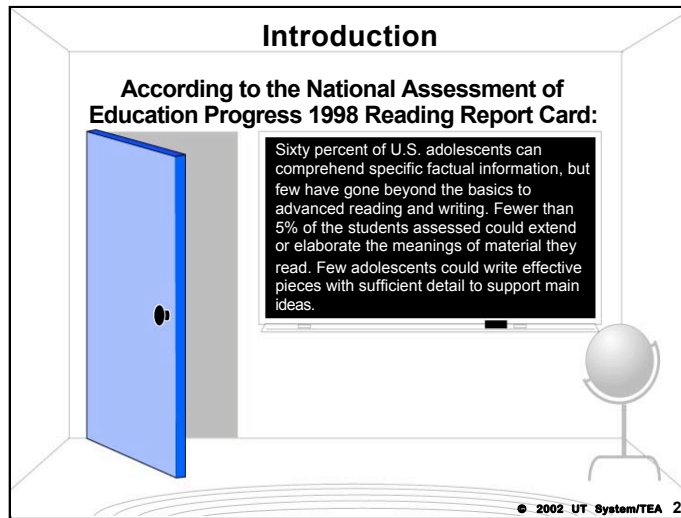 Introduction
According to the National Assessment of
Education Progress 1998 Reading Report Card:
Sixty percent of U.S. adolescents can
comprehend specific factual information, but
few have gone beyond the basics to
advanced reading and writing. Fewer than
5% of the students assessed could extend
or elaborate the meanings of material they
read. Few adolescents could write effective
pieces with sufficient detail to support main
ideas.
© 2002 UT System/TEA 2